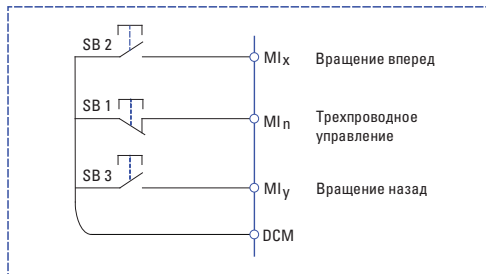 SB 2
MIx Вращение вперед
SB 1
MIn Трехпроводное
управление
SB 3
MIy Вращение назад
DCM